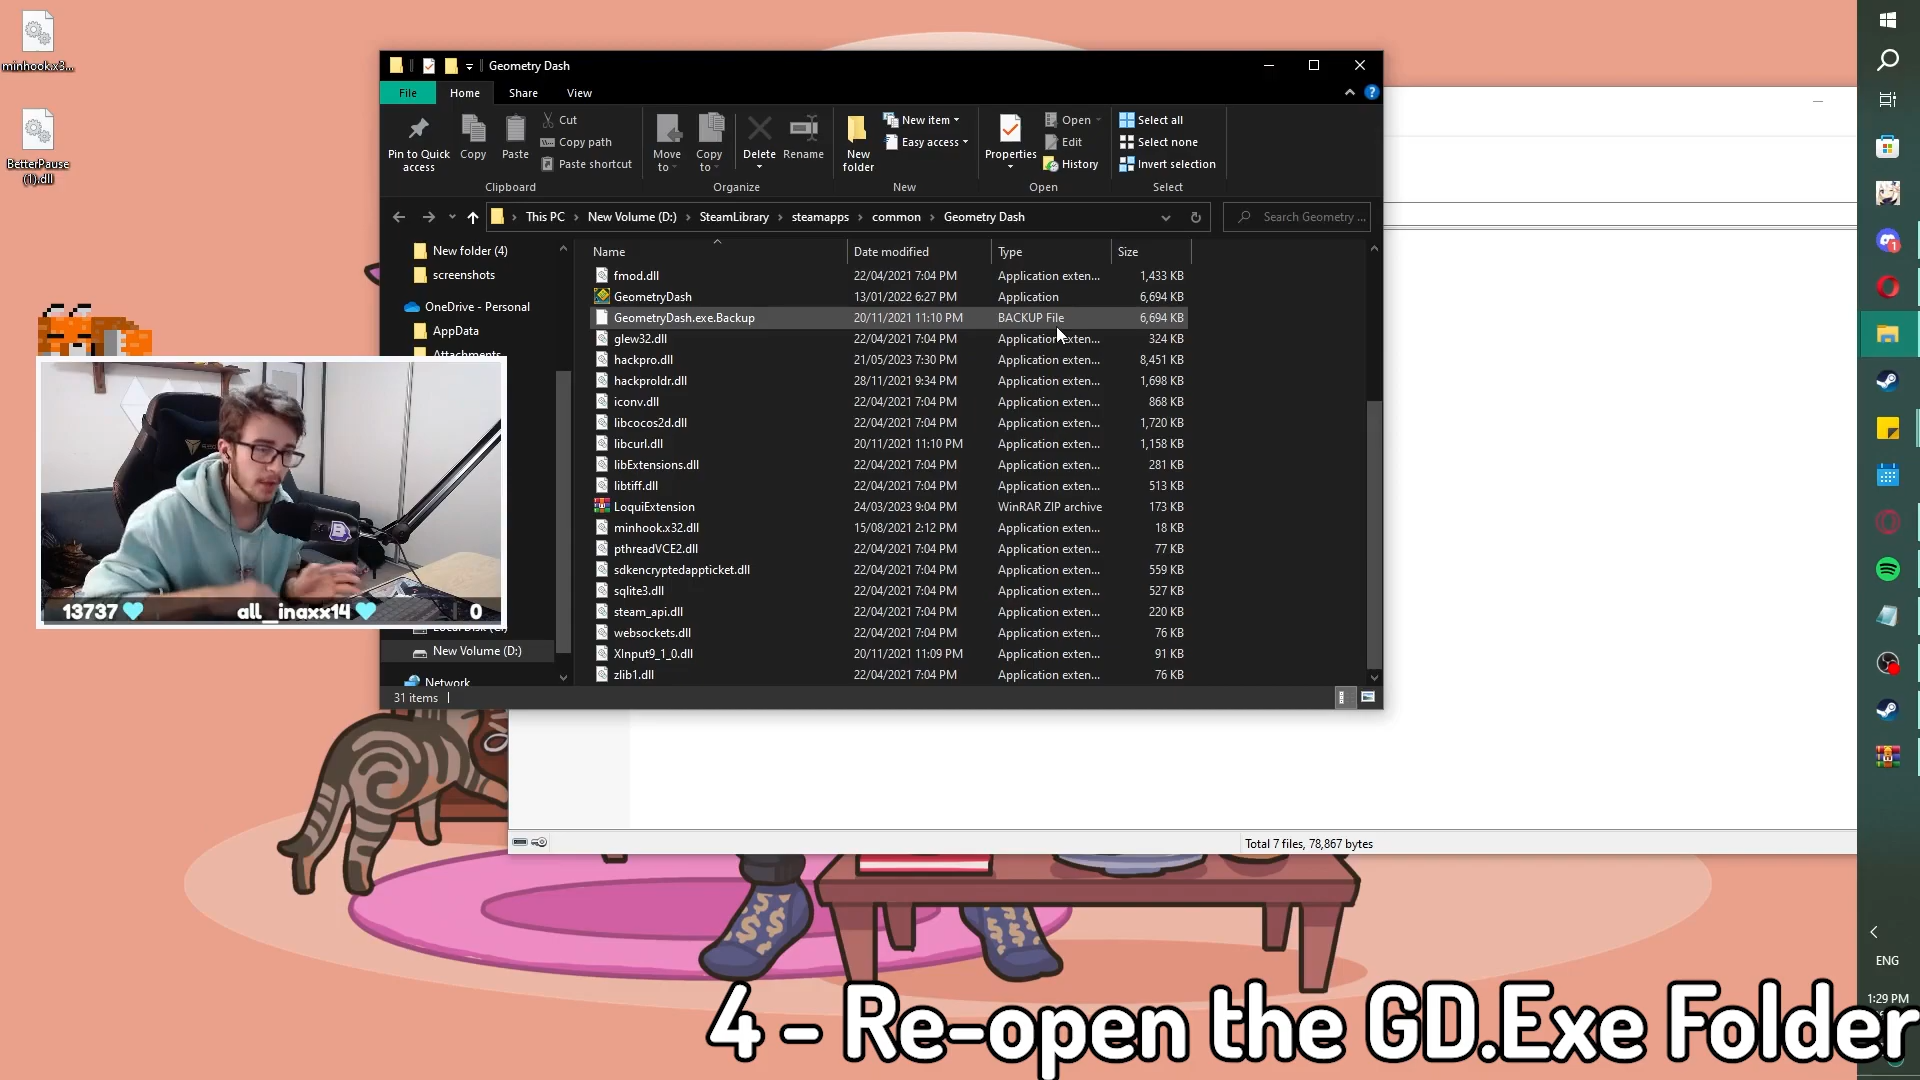 minhook.x3...
BetterPause
(1).dll
Geometry Dash
File Home Share View
Pin to Quick
access
Copy
Paste
Cut
Copy path
Paste shortcut
Clipboard
Move
to
Copy
to
Delete
Rename
Organize
New
folder
New item
Easy access
New
Properties
Open
Edit
History
Open
Select all
Select none
Invert selection
Select
This PC > New Volume (D:) > SteamLibrary > steamapps > common > Geometry Dash
Search Geometry ...
New folder (4)
screenshots
OneDrive - Personal
AppData
Attachments
New Volume (D:)
Network
Name Date modified Type Size
fmod.dll 22/04/2021 7:04 PM Application exten... 1,433 KB
GeometryDash 13/01/2022 6:27 PM Application 6,694 KB
GeometryDash.exe.Backup 20/11/2021 11:10 PM BACKUP File 6,694 KB
glew32.dll 22/04/2021 7:04 PM Application exten... 324 KB
hackpro.dll 21/05/2023 7:30 PM Application exten... 8,451 KB
hackproldr.dll 28/11/2021 9:34 PM Application exten... 1,698 KB
iconv.dll 22/04/2021 7:04 PM Application exten... 868 KB
libcocos2d.dll 22/04/2021 7:04 PM Application exten... 1,720 KB
libcurl.dll 20/11/2021 11:10 PM Application exten... 1,158 KB
libExtensions.dll 22/04/2021 7:04 PM Application exten... 281 KB
libtiff.dll 22/04/2021 7:04 PM Application exten... 513 KB
LoquiExtension 24/03/2023 9:04 PM WinRAR ZIP archive 173 KB
minhook.x32.dll 15/08/2021 2:12 PM Application exten... 18 KB
pthreadVCE2.dll 22/04/2021 7:04 PM Application exten... 77 KB
sdkencryptedappticket.dll 22/04/2021 7:04 PM Application exten... 559 KB
sqlite3.dll 22/04/2021 7:04 PM Application exten... 527 KB
steam_api.dll 22/04/2021 7:04 PM Application exten... 220 KB
websockets.dll 22/04/2021 7:04 PM Application exten... 76 KB
XInput9_1_0.dll 20/11/2021 11:09 PM Application exten... 91 KB
zlib1.dll 22/04/2021 7:04 PM Application exten... 76 KB
31 items
13737 all_inaxx14 0
Total 7 files, 78,867 bytes
ENG
1:29 PM
4 - Re-open the GD.Exe Folder